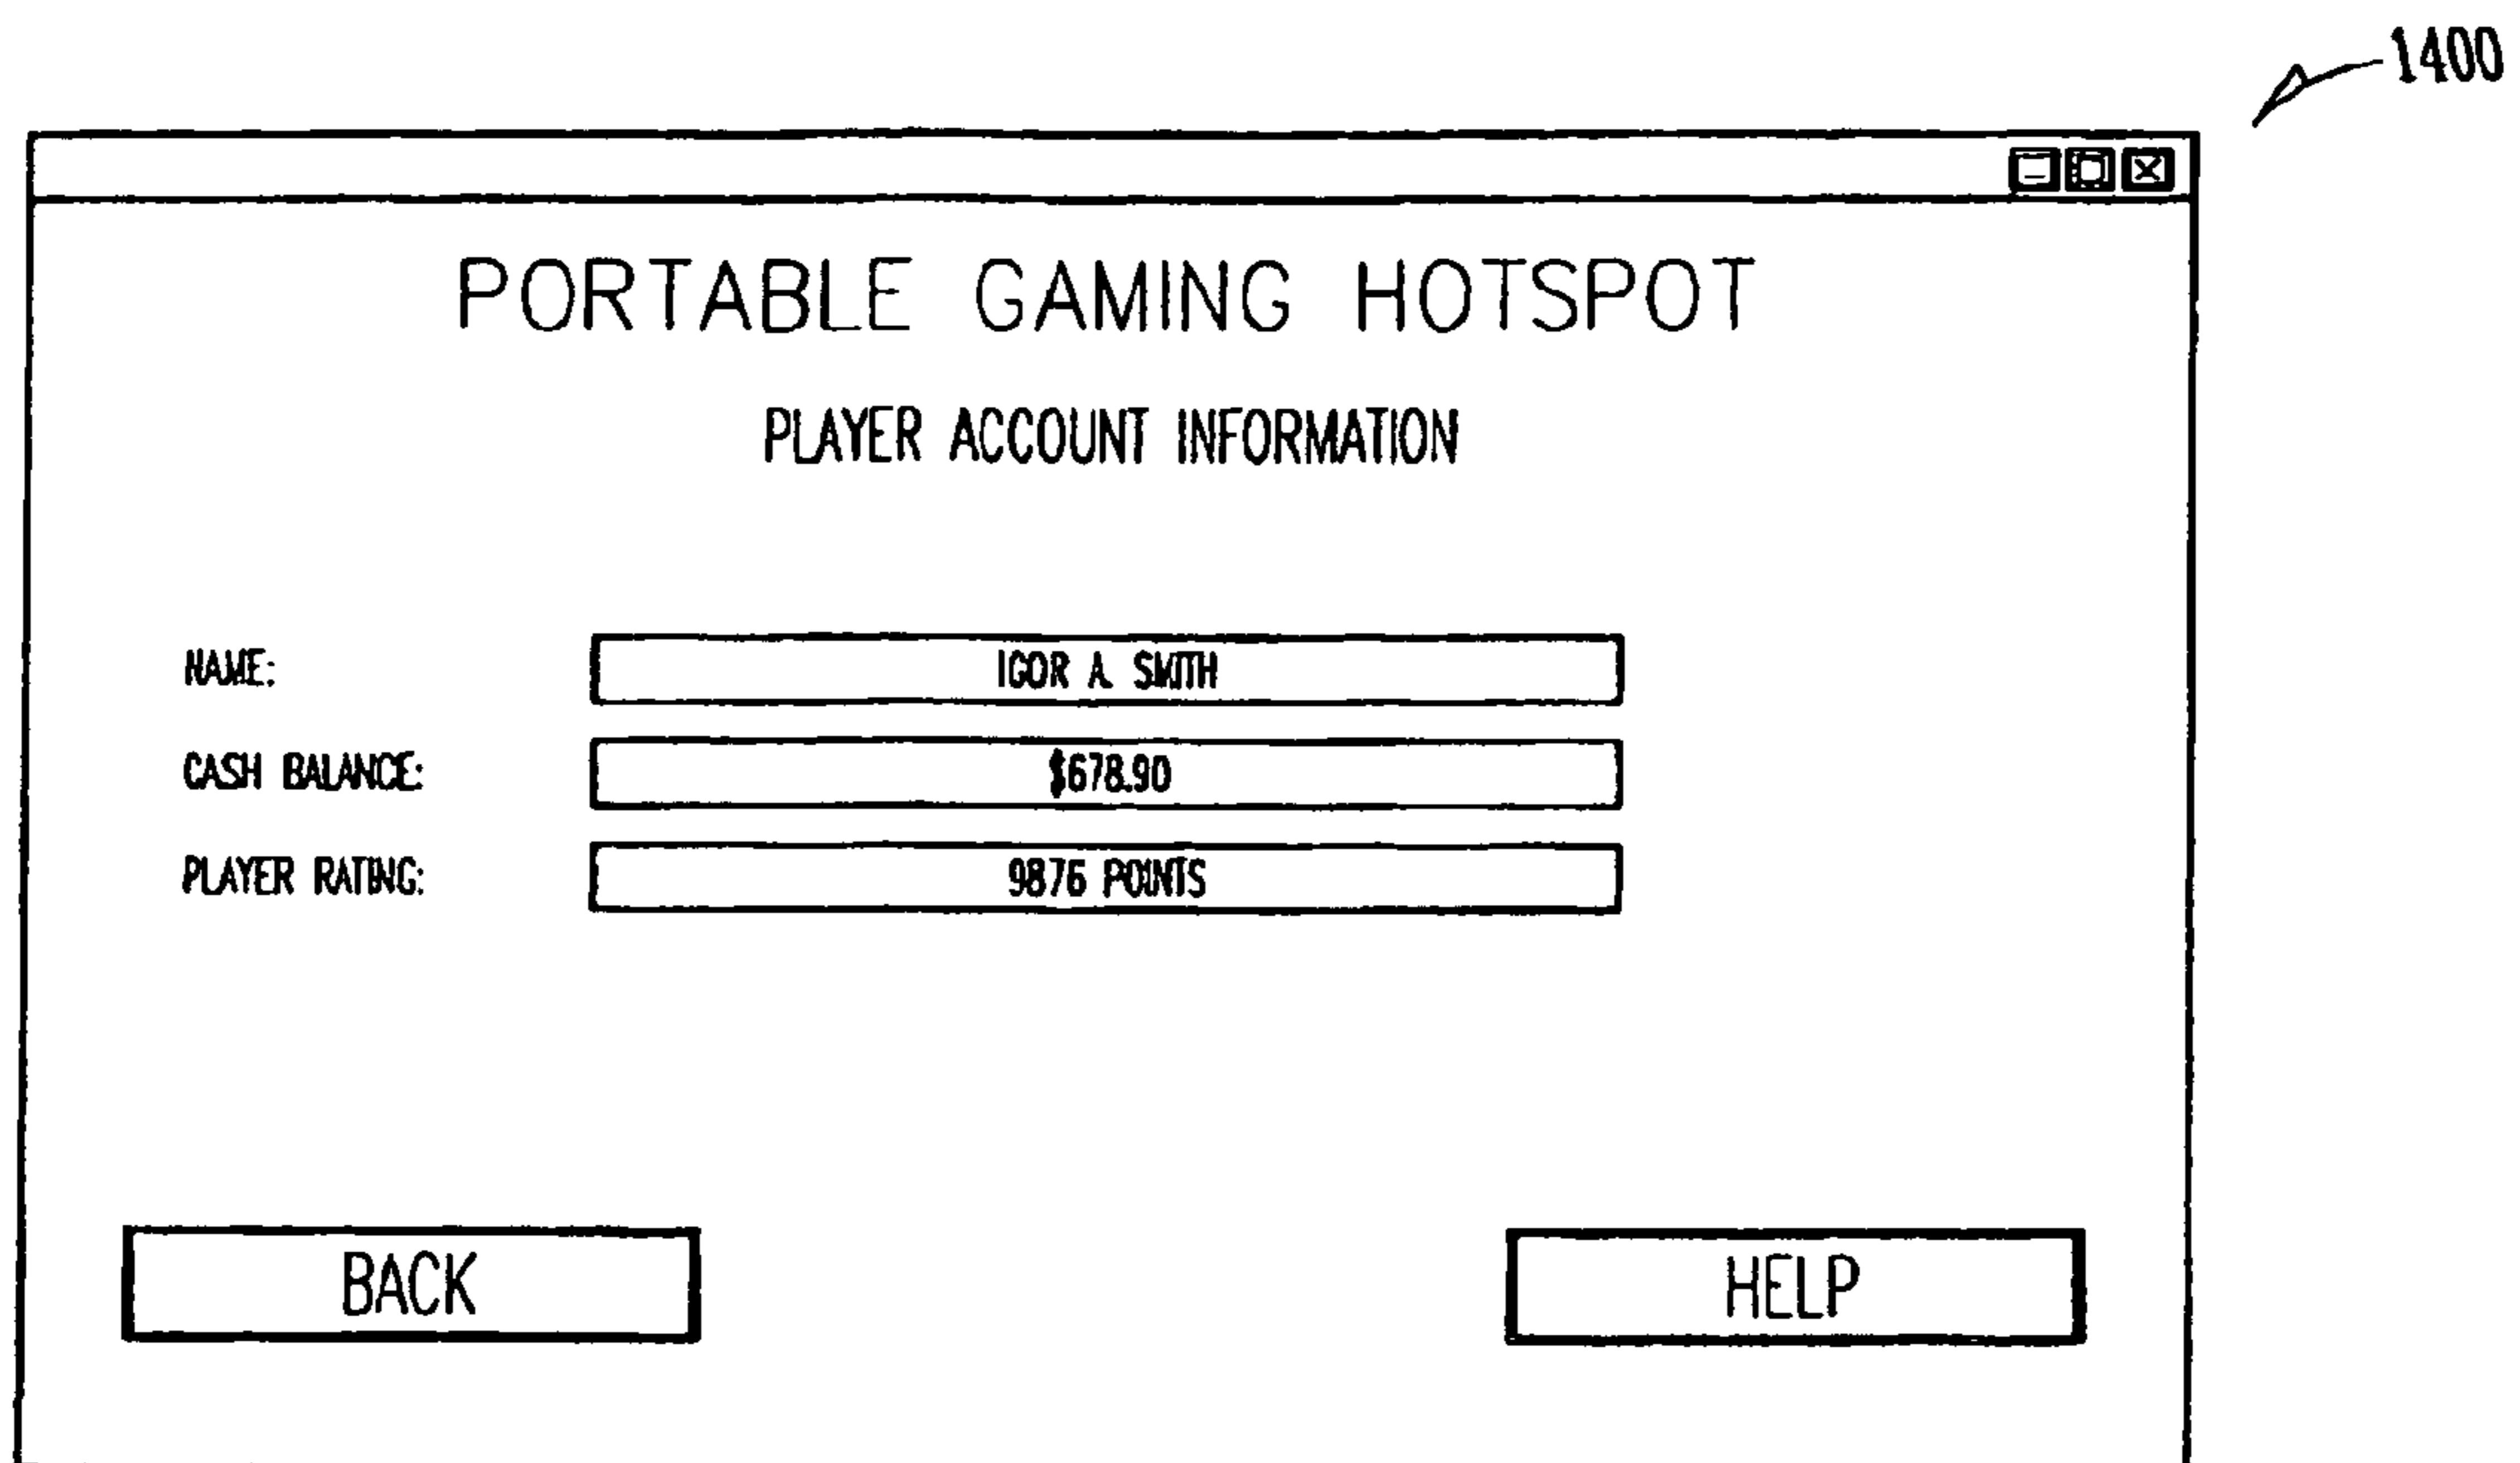 1400
PORTABLE GAMING HOTSPOT
PLAYER ACCOUNT INFORMATION
NAME: IGOR A. SMITH
CASH BALANCE: $678.90
PLAYER RATING: 9876 POINTS
BACK HELP